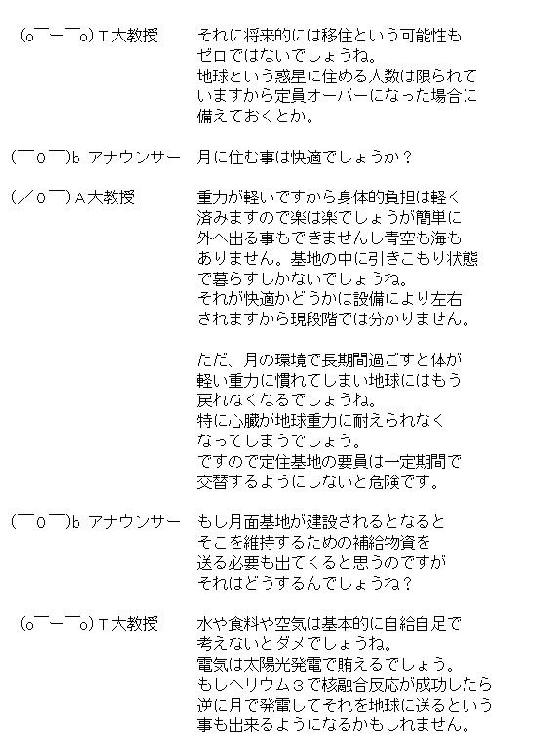 (o￣ー￣o)Ｔ大教授　それに将来的には移住という可能性も
ゼロではないでしょうね。
地球という惑星に住める人数は限られて
いますから定員オーバーになった場合に
備えておくとか。
(￣０￣)b アナウンサー　月に住む事は快適でしょうか？
(／０￣)Ａ大教授　重力が軽いですから身体的負担は軽く
済みますので楽は楽でしょうが簡単に
外へ出る事もできませんし青空も海も
ありません。基地の中に引きこもり状態
で暮らすしかないでしょうね。
それが快適かどうかは設備により左右
されますから現段階では分かりません。
ただ、月の環境で長期間過ごすと体が
軽い重力に慣れてしまい地球にはもう
戻れなくなるでしょうね。
特に心臓が地球重力に耐えられなく
なってしまうでしょう。
ですので定住基地の要員は一定期間で
交替するようにしないと危険です。
(￣０￣)b アナウンサー　もし月面基地が建設されるとなると
そこを維持するための補給物資を
送る必要も出てくると思うのですが
それはどうするんでしょうね？
(o￣ー￣o)Ｔ大教授　水や食料や空気は基本的に自給自足で
考えないとダメでしょうね。
電気は太陽光発電で賄えるでしょう。
もしヘリウム３で核融合反応が成功したら
逆に月で発電してそれを地球に送るという
事も出来るようになるかもしれません。